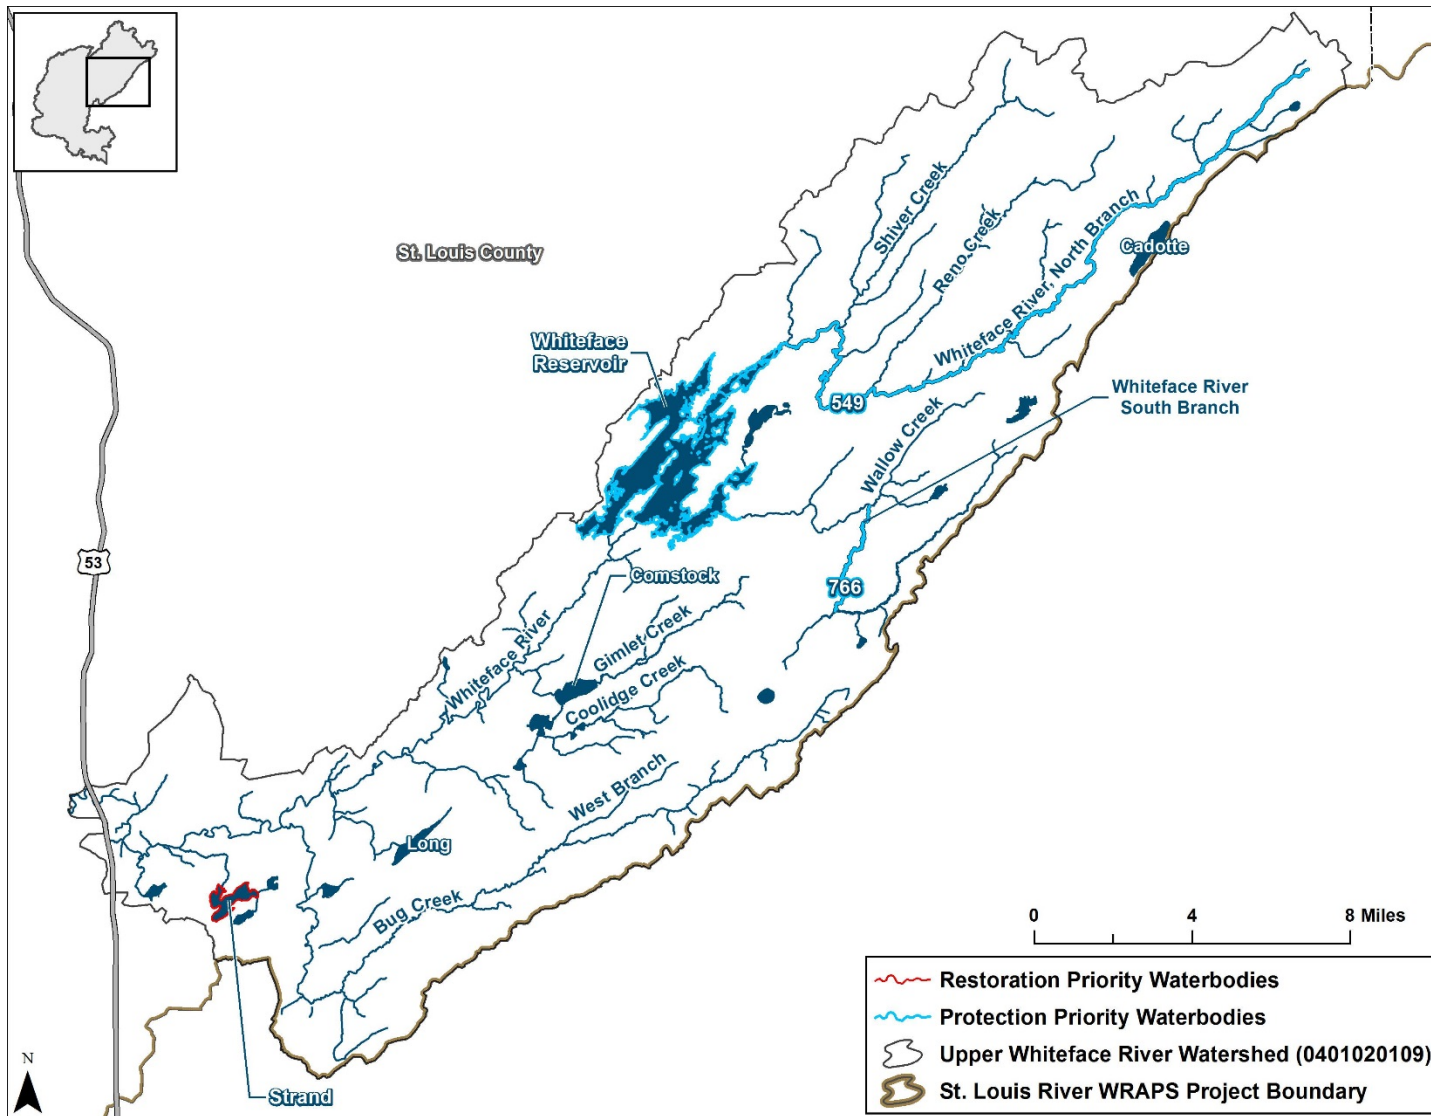 St. Louis County
Shiver Creek
Reno Creek
Whiteface River, North Branch
Cadotte
Whiteface
Reservoir
549
Whiteface River
South Branch
Wallow Creek
53
766
Comstock
Whiteface River
Gimlet Creek
Coolidge Creek
West Branch
Long
Bug Creek
Strand
N
0 4 8 Miles
Restoration Priority Waterbodies
Protection Priority Waterbodies
Upper Whiteface River Watershed (0401020109)
St. Louis River WRAPS Project Boundary